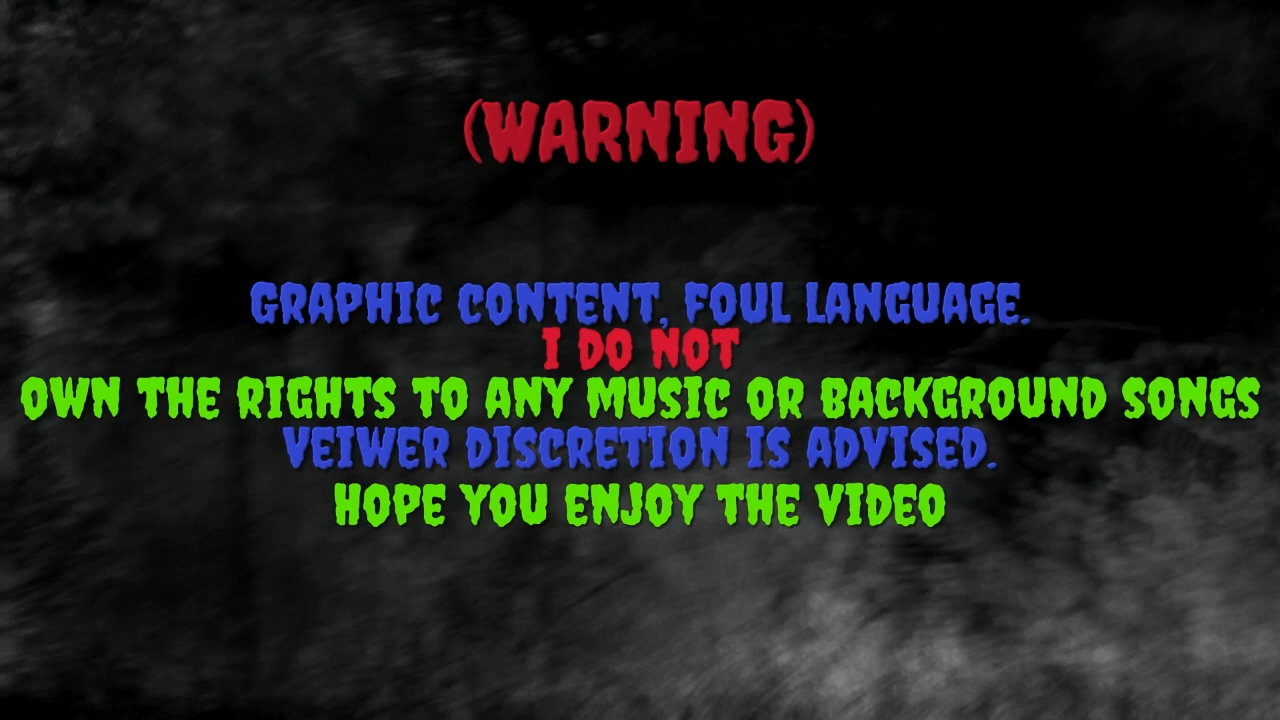 (WARNING)
GRAPHIC CONTENT, FOUL LANGUAGE.
I DO NOT
OWN THE RIGHTS TO ANY MUSIC OR BACKGROUND SONGS
VEIWER DISCRETION IS ADVISED.
HOPE YOU ENJOY THE VIDEO